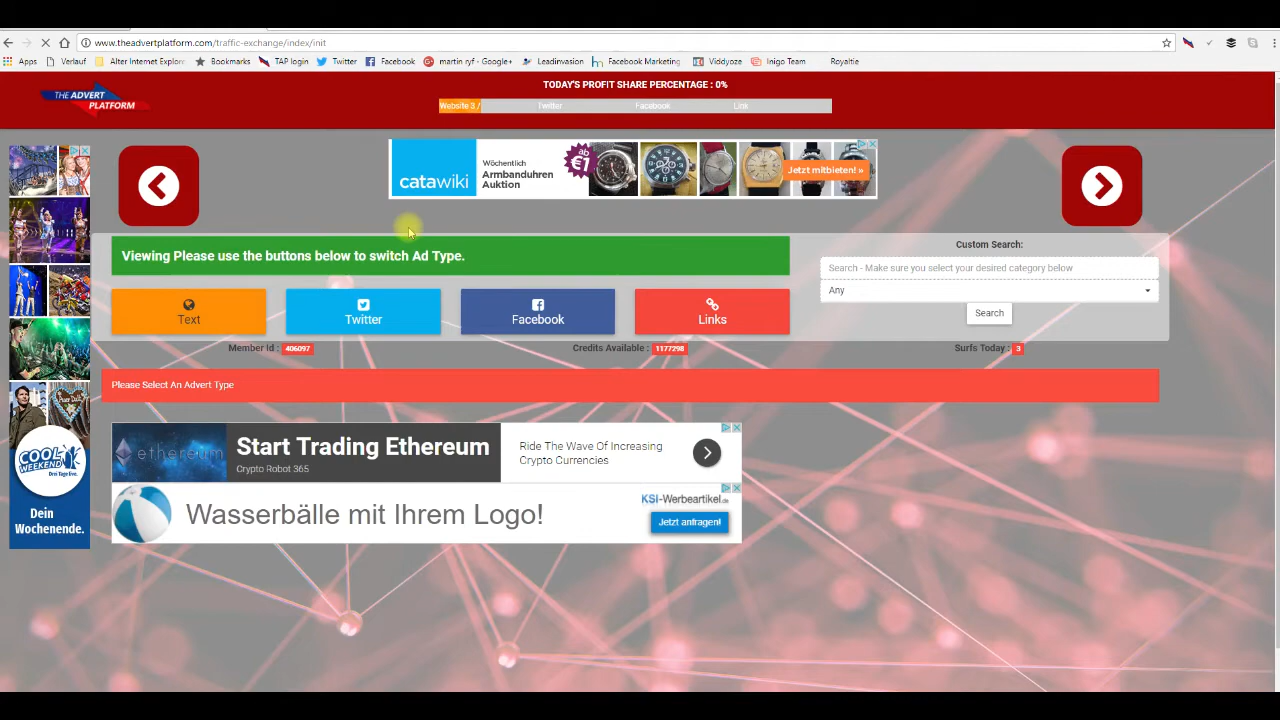 www.theadvertplatform.com/traffic-exchange/index/init
Apps
Verlauf
Alter Internet Explore
Bookmarks
TAP login
Twitter
Facebook
martin ryf - Google+
Leadinvasion
Facebook Marketing
Viddyoze
Inigo Team
Royaltie
THE ADVERT
PLATFORM
TODAY'S PROFIT SHARE PERCENTAGE : 0%
Website 3 /
Twitter
Facebook
Link
catawiki
Wöchentlich
Armbanduhren
Auktion
ab
€1
Jetzt mitbieten! »
Viewing Please use the buttons below to switch Ad Type.
Text
Twitter
Facebook
Links
Custom Search:
Search - Make sure you select your desired category below
Any
Search
Member Id : 406097
Credits Available : 1177298
Surfs Today : 3
Please Select An Advert Type
ethereum
Start Trading Ethereum
Crypto Robot 365
Ride The Wave Of Increasing
Crypto Currencies
Wasserbälle mit Ihrem Logo!
KSI-Werbeartikel.de
Jetzt anfragen!
COOL
WEEKEND
Drei Tage Eve.
Dein
Wochenende.